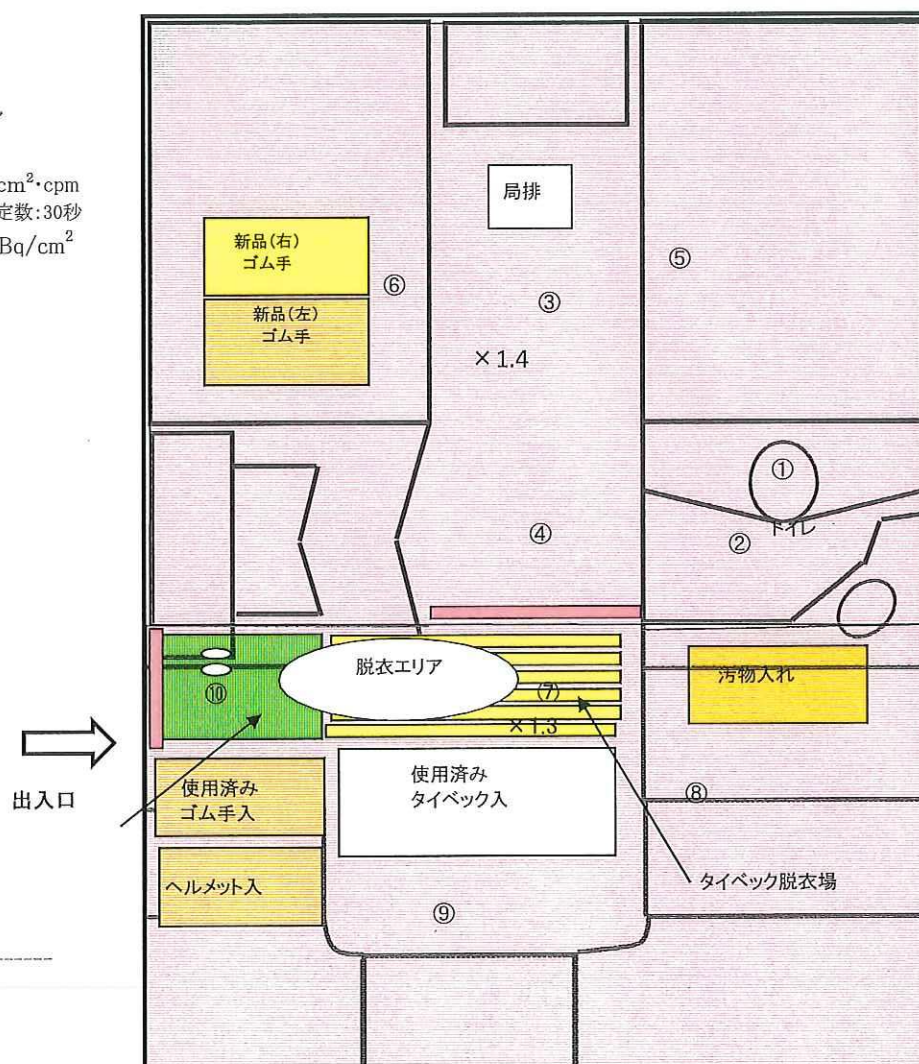 cm²・cpm
定数:30秒
Bq/cm²
局排
新品(右)
ゴム手
新品(左)
ゴム手
⑥
③
⑤
×1.4
①
トイレ
②
④
脱衣エリア
⑩
(7)
×1.3
汚物入れ
出入口
使用済み
ゴム手入
使用済み
タイベック入
⑧
ヘルメット入
タイベック脱衣場
⑨